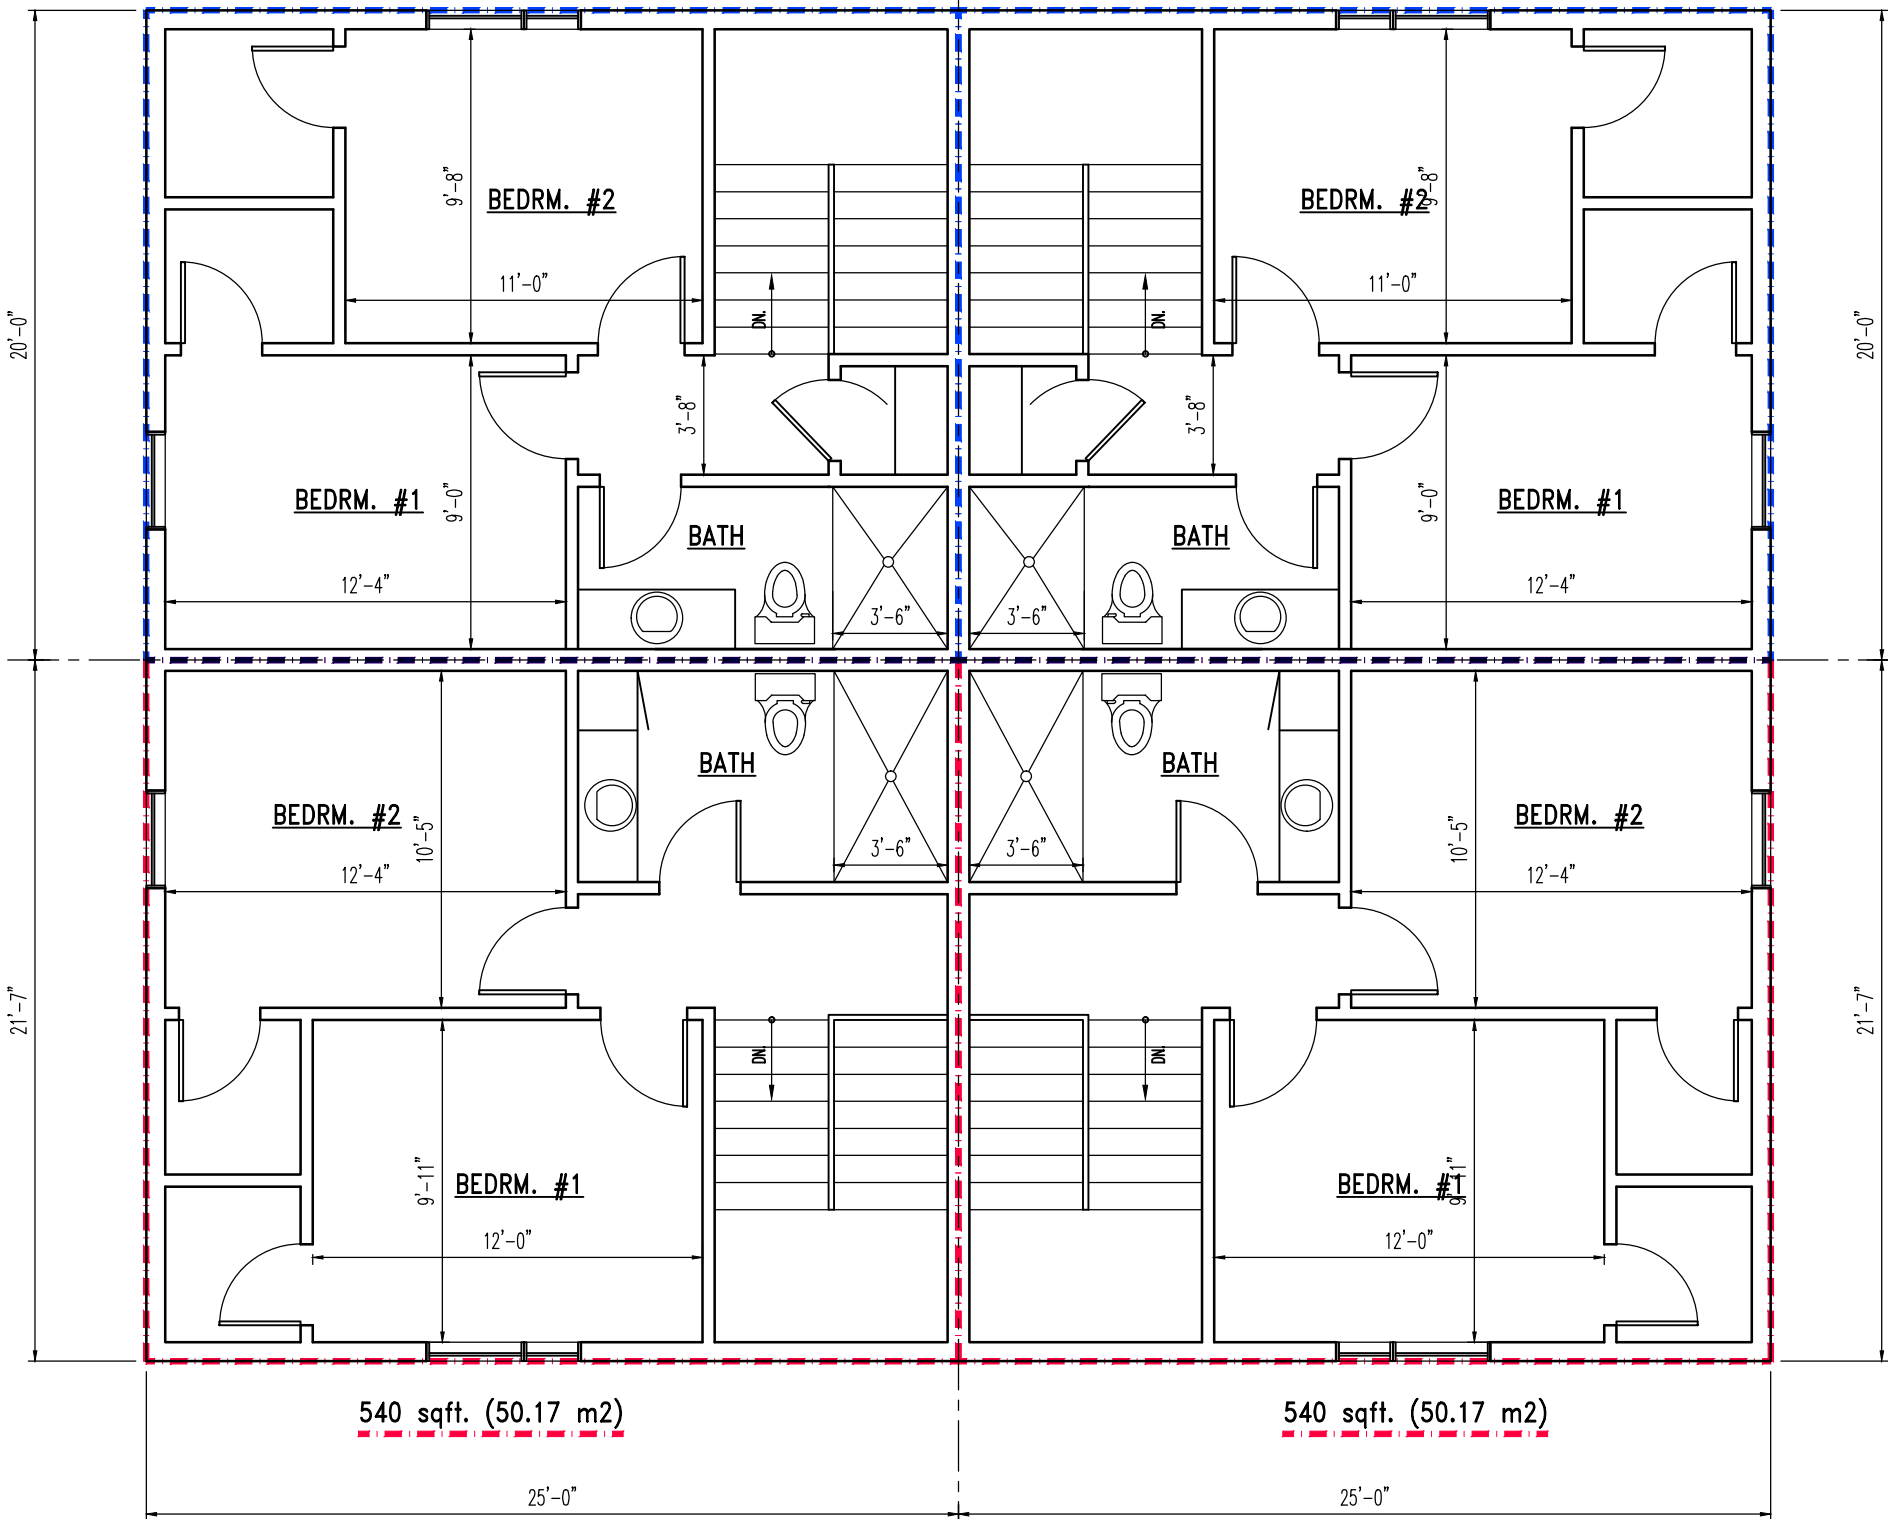 BEDRM. #2
9'-8"
11'-0"
DN.
20'-0"
3'-8"
BEDRM. #1
9'-0"
12'-4"
BATH
3'-6"
BEDRM. #2
9'-8"
11'-0"
DN.
20'-0"
3'-8"
BATH
3'-6"
BEDRM. #1
9'-0"
12'-4"
BEDRM. #2
10'-5"
12'-4"
BATH
3'-6"
21'-7"
DN.
BEDRM. #1
9'-11"
12'-0"
BATH
3'-6"
BEDRM. #2
10'-5"
12'-4"
21'-7"
DN.
BEDRM. #1
9'-11"
12'-0"
540 sqft. (50.17 m2)
540 sqft. (50.17 m2)
25'-0"
25'-0"